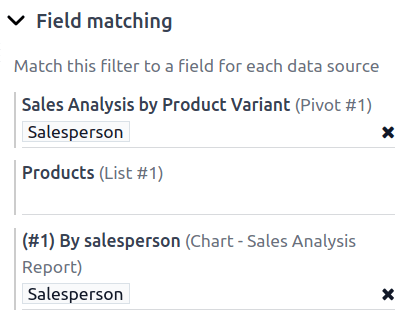 Field matching
Match this filter to a field for each data source
Sales Analysis by Product Variant (Pivot #1)
Salesperson
Products (List #1)
(#1) By salesperson (Chart - Sales Analysis
Report)
Salesperson